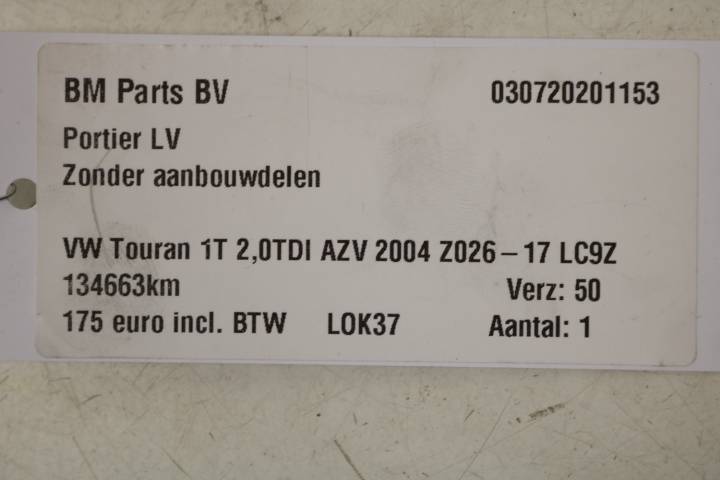 BM Parts BV 030720201153
Portier LV
Zonder aanbouwdelen
VW Touran 1T 2,0TDI AZV 2004 Z026-17 LC9Z
134663km Verz: 50
175 euro incl. BTW LOK37 Aantal: 1